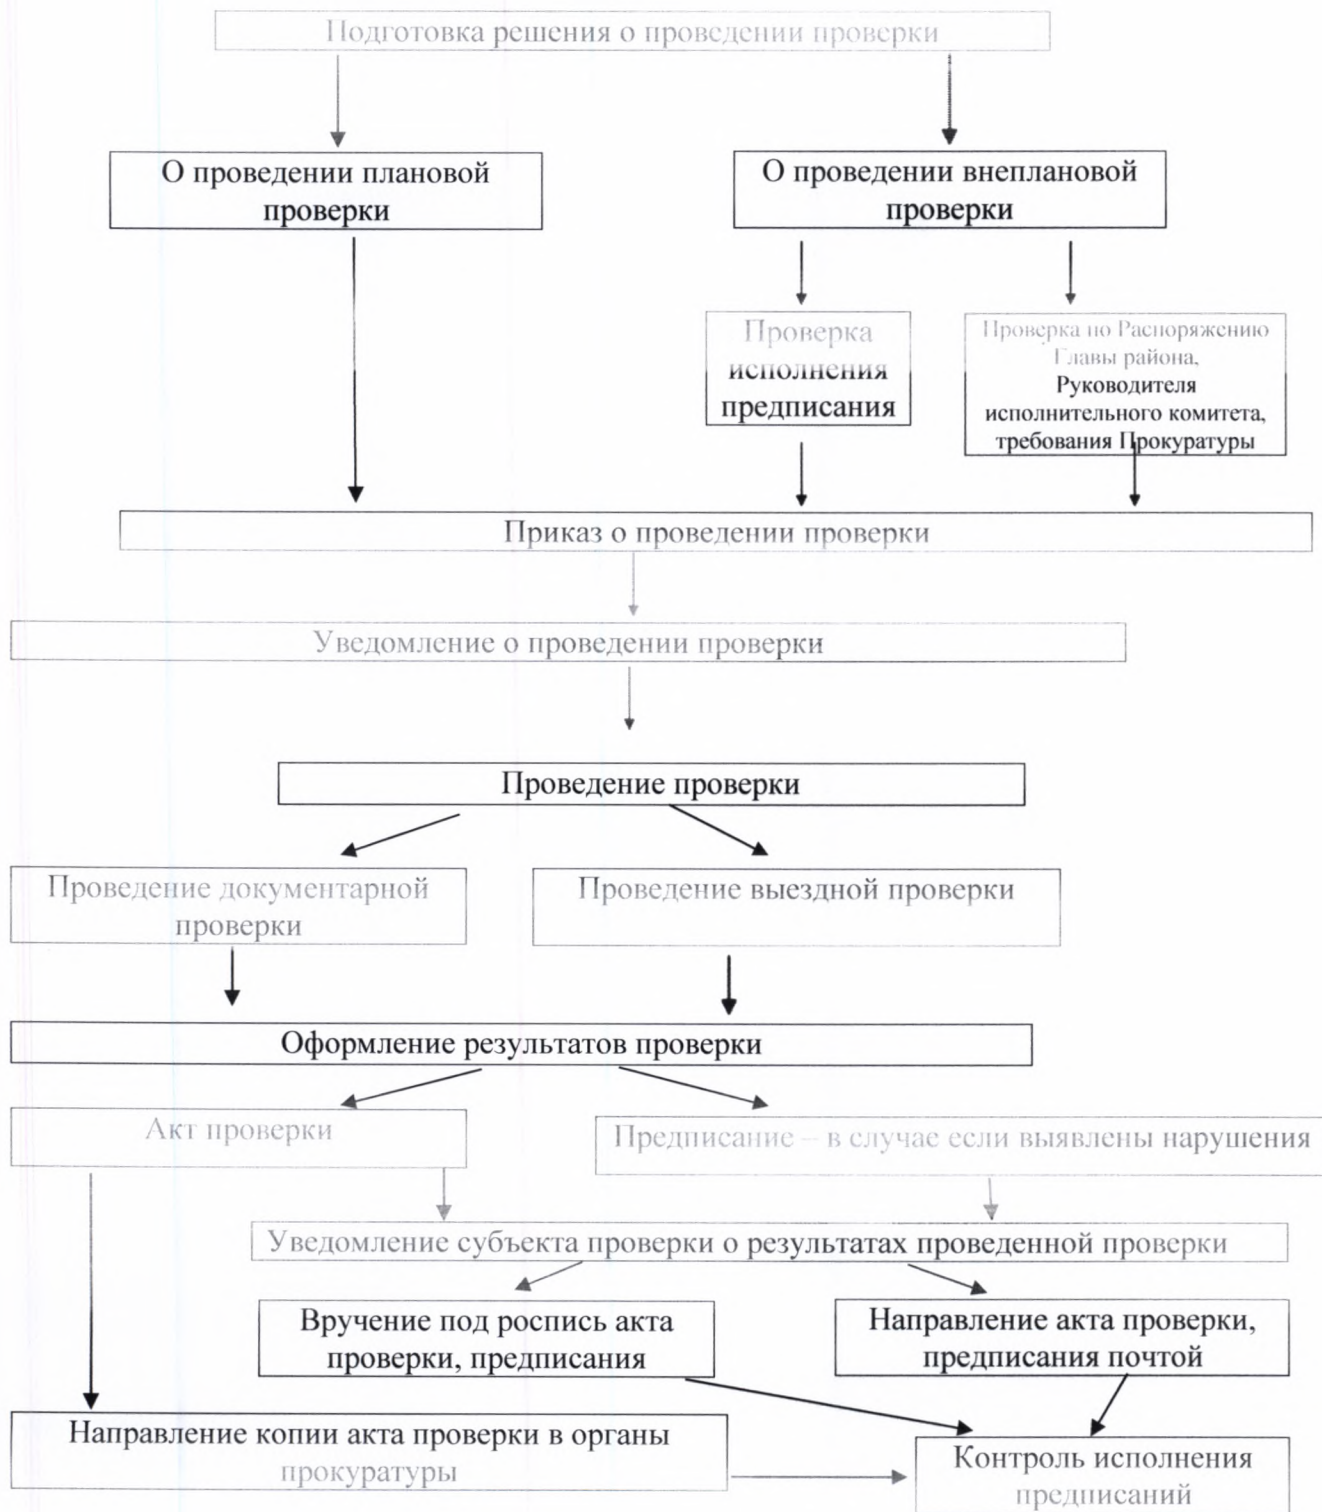 Подготовка решения о проведении проверки
О проведении плановой
проверки
О проведении внеплановой
проверки
Проверка
исполнения
предписания
Проверка по Распоряжению
Главы района,
Руководителя
исполнительного комитета,
требования Прокуратуры
Приказ о проведении проверки
Уведомление о проведении проверки
Проведение проверки
Проведение документарной
проверки
Проведение выездной проверки
Оформление результатов проверки
Акт проверки
Предписание – в случае если выявлены нарушения
Уведомление субъекта проверки о результатах проведенной проверки
Вручение под роспись акта
проверки, предписания
Направление акта проверки,
предписания почтой
Направление копии акта проверки в органы
прокуратуры
Контроль исполнения
предписаний